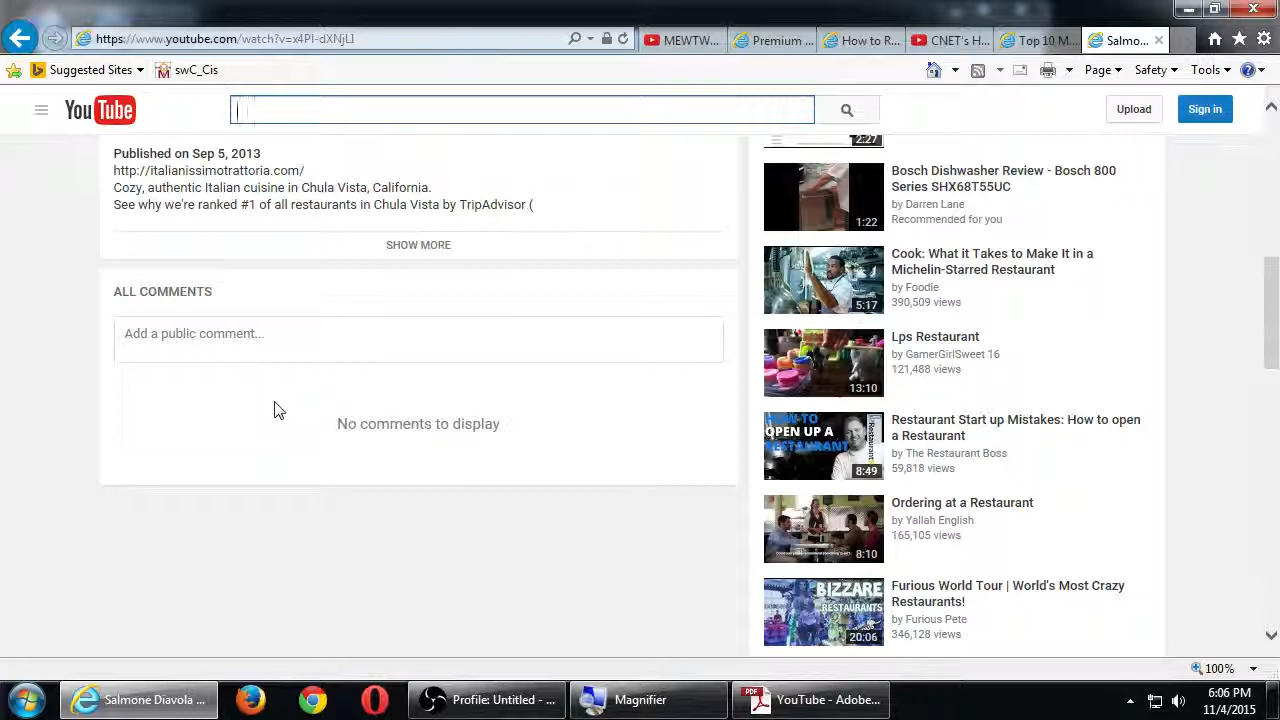 https://www.youtube.com/watch?v=x4PI-dXNjLI
MEWTW...
Premium ...
How to R...
CNET's H...
Top 10 M...
Salmo...
Suggested Sites
swC_Cis
Page
Safety
Tools
YouTube
Upload
Sign in
Published on Sep 5, 2013
http://italianissimotrattoria.com/
Cozy, authentic Italian cuisine in Chula Vista, California.
See why we're ranked #1 of all restaurants in Chula Vista by TripAdvisor (
SHOW MORE
ALL COMMENTS
Add a public comment...
No comments to display
2:27
Bosch Dishwasher Review - Bosch 800
Series SHX68T55UC
by Darren Lane
Recommended for you
1:22
Cook: What it Takes to Make It in a
Michelin-Starred Restaurant
by Foodie
390,509 views
5:17
Lps Restaurant
by GamerGirlSweet 16
121,488 views
13:10
HOW-TO
OPEN UP A
RESTAURANT
8:49
Restaurant Start up Mistakes: How to open
a Restaurant
by The Restaurant Boss
59,818 views
Ordering at a Restaurant
by Yallah English
165,105 views
8:10
BIZZARE
RESTAURANTS
20:06
Furious World Tour | World's Most Crazy
Restaurants!
by Furious Pete
346,128 views
100%
Salmone Diavola ...
Profile: Untitled - ...
Magnifier
PDF
YouTube - Adobe...
6:06 PM
11/4/2015